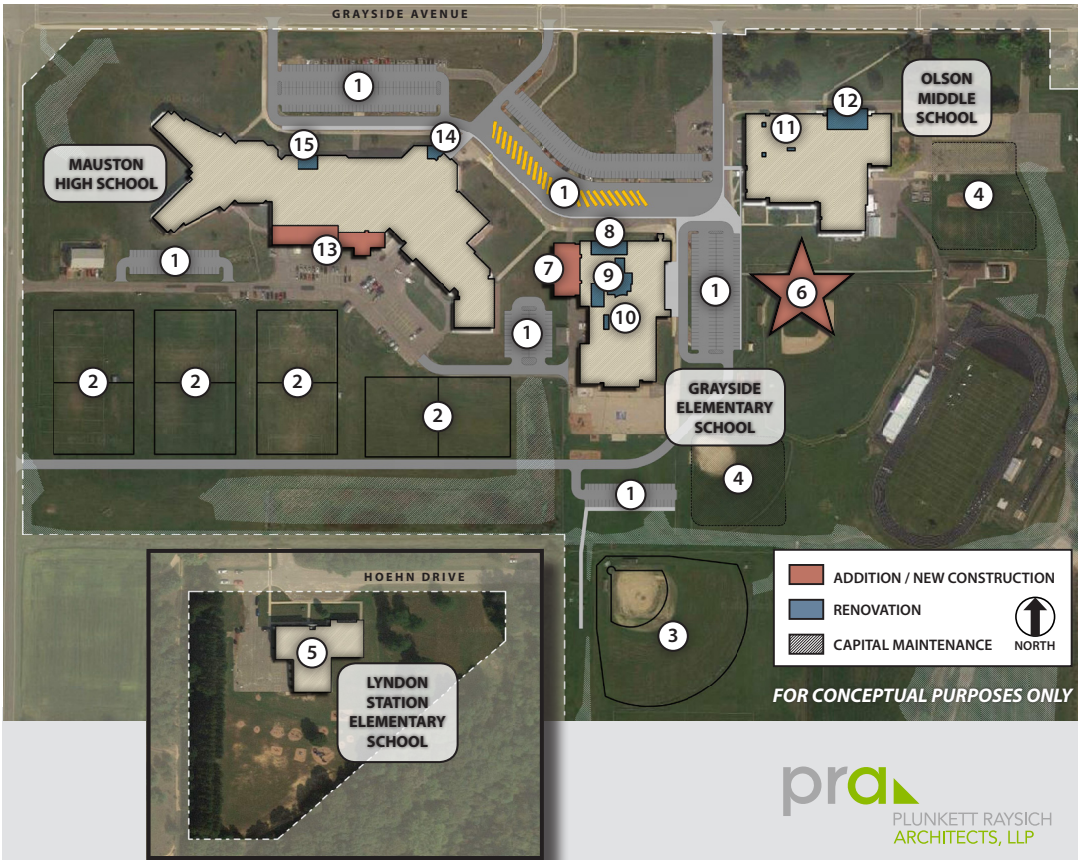 GRAYSIDE AVENUE
1
12
OLSON
MIDDLE
SCHOOL
11
14
15
MAUSTON
HIGH SCHOOL
1
4
8
13
7
1
9
1
6
10
1
2
2
2
2
GRAYSIDE
ELEMENTARY
SCHOOL
4
1
HOEHN DRIVE
ADDITION / NEW CONSTRUCTION
RENOVATION
CAPITAL MAINTENANCE
NORTH
3
5
LYNDON
STATION
ELEMENTARY
SCHOOL
FOR CONCEPTUAL PURPOSES ONLY
pra
PLUNKETT RAYSICH
ARCHITECTS, LLP